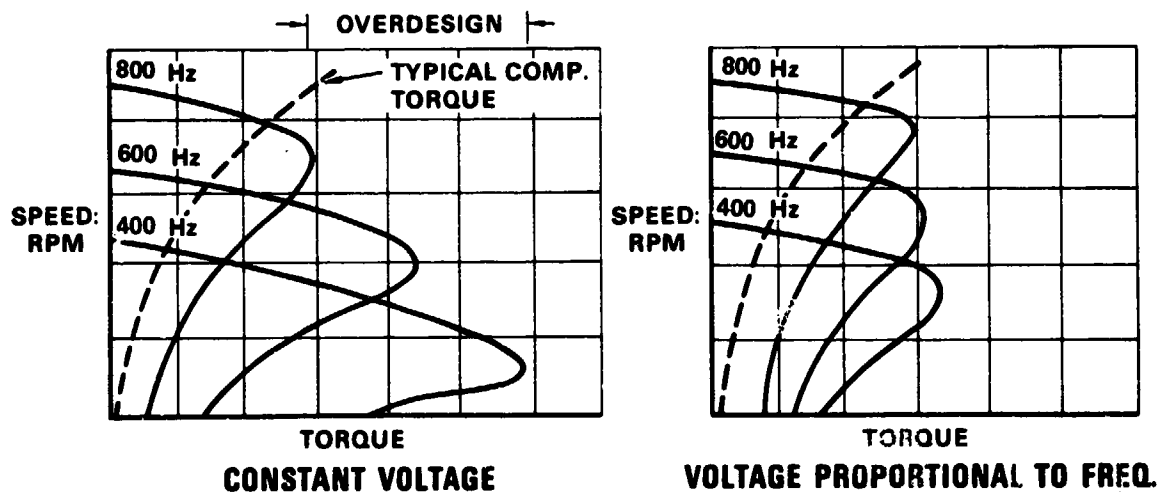 OVERDESIGN
800 Hz
TYPICAL COMP.
TORQUE
600 Hz
400 Hz
SPEED:
RPM
TORQUE
CONSTANT VOLTAGE
800 Hz
600 Hz
400 Hz
SPEED:
RPM
TORQUE
VOLTAGE PROPORTIONAL TO FREQ.